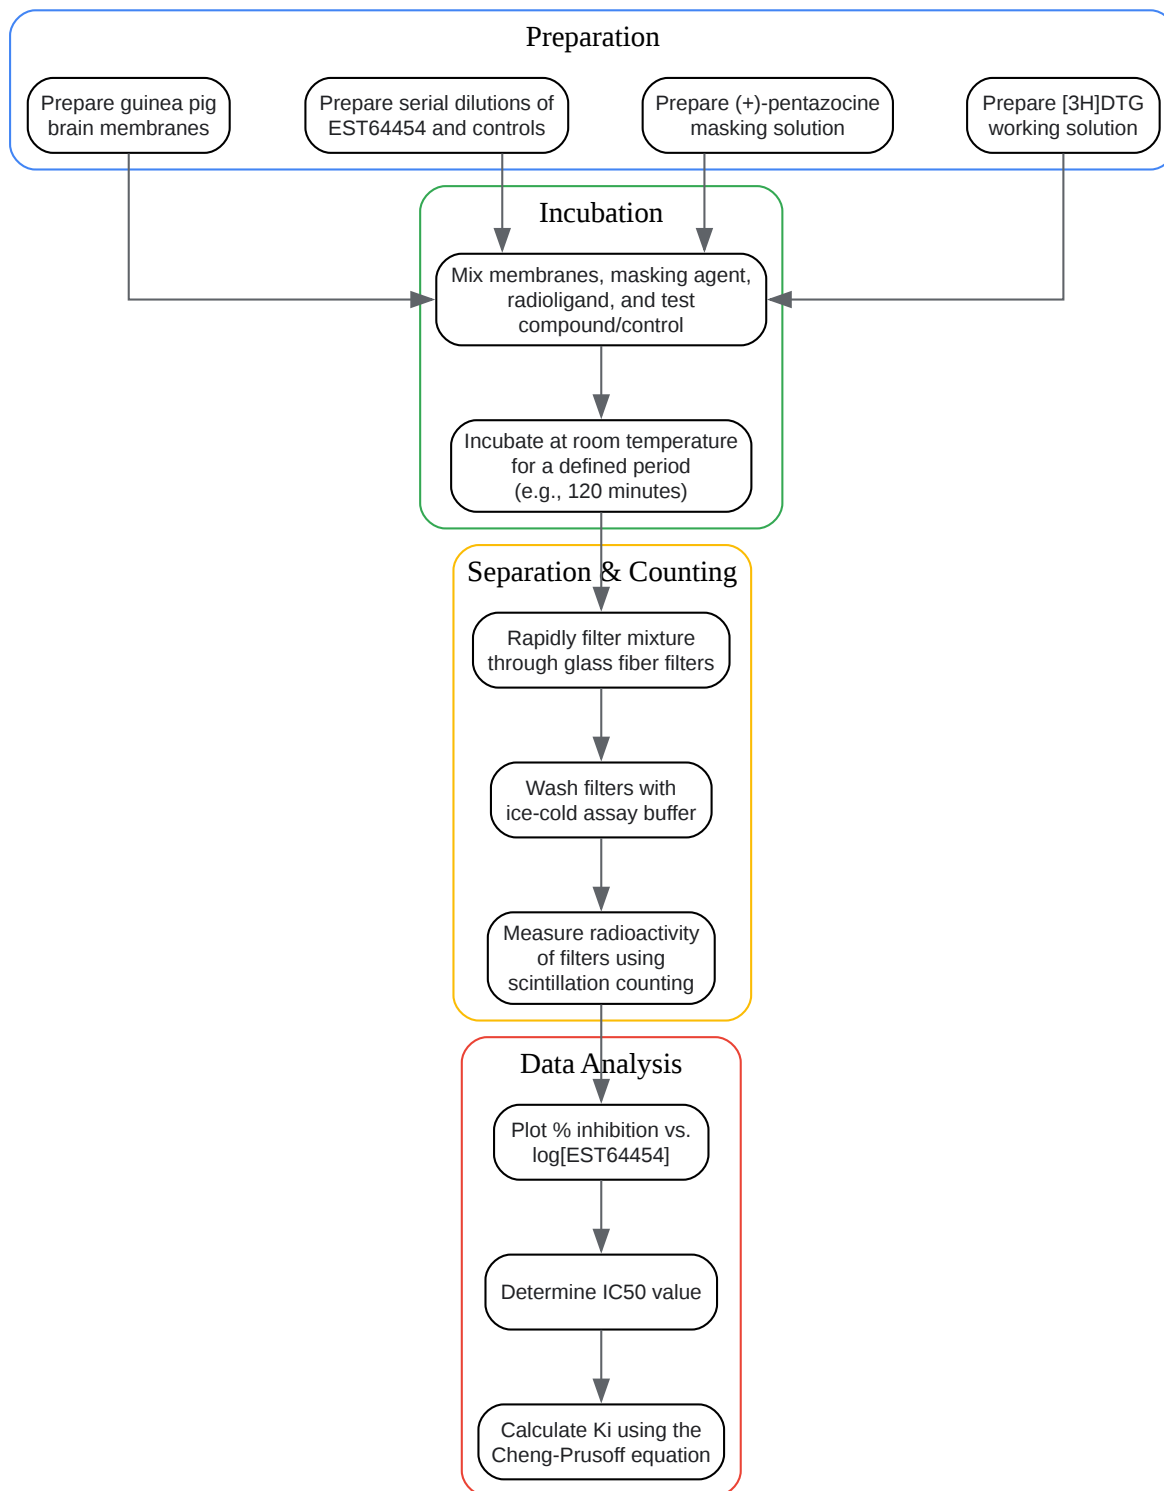 Preparation
Prepare guinea pig
brain membranes
Prepare serial dilutions of
EST64454 and controls
Prepare (+)-pentazocine
masking solution
Prepare [3H]DTG
working solution
Incubation
Mix membranes, masking agent,
radioligand, and test
compound/control
Incubate at room temperature
for a defined period
(e.g., 120 minutes)
Separation & Counting
Rapidly filter mixture
through glass fiber filters
Wash filters with
ice-cold assay buffer
Measure radioactivity
of filters using
scintillation counting
Data Analysis
Plot % inhibition vs.
log[EST64454]
Determine IC50 value
Calculate Ki using the
Cheng-Prusoff equation